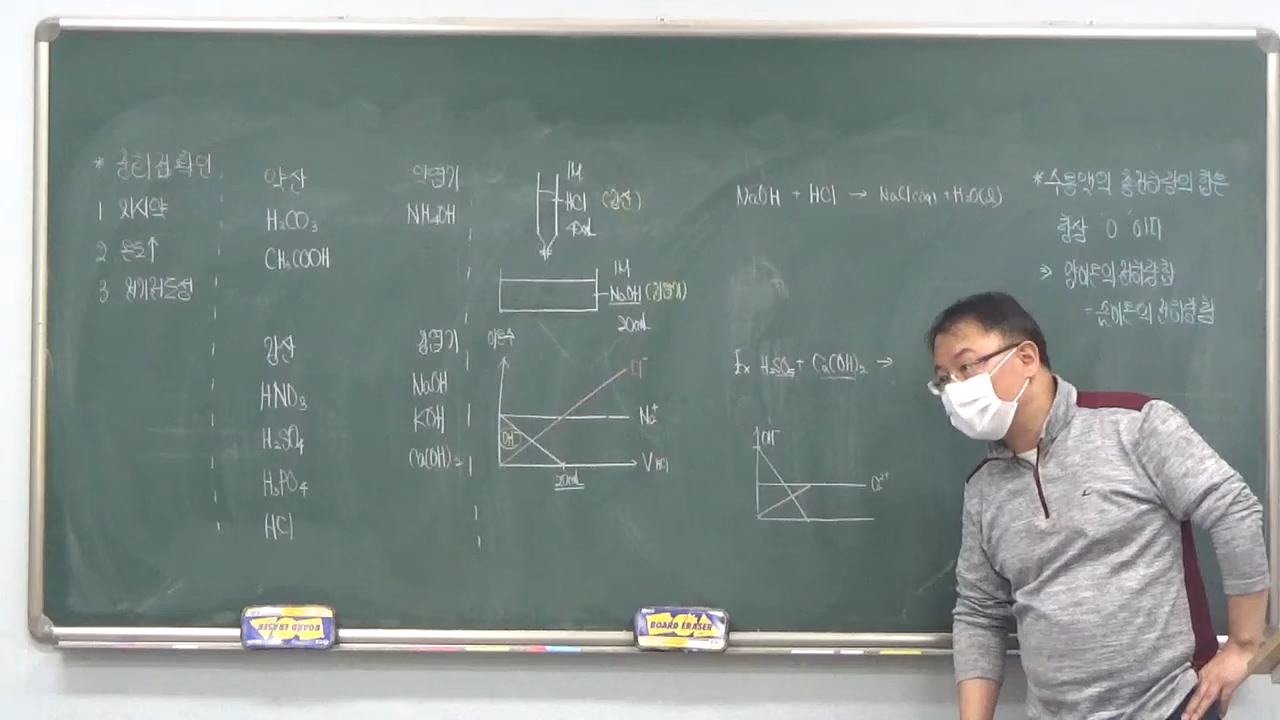 * 중화점 확인
1 지시약
2 온도↑
3 전기전도성
약산
H₂CO₃
CH₃COOH
강산
HNO₃
H₂SO₄
H₃PO₄
HCl
약염기
NH₄OH
강염기
NaOH
KOH
Ca(OH)₂
1M
HCl (강산)
40mL
1M
NaOH (강염기)
20mL
이온수
Cl⁻
Na⁺
OH⁻
V HCl
20mL
NaOH + HCl → NaCl(aq) + H₂O(l)
Ex H₂SO₄ + Ca(OH)₂ →
OH⁻
Ca²⁺
* 수용액의 총전하량의 합은
항상 '0'이다
⇒ 양이온의 전하총합
= 음이온의 전하총합
BOARD ERASER
BOARD ERASER